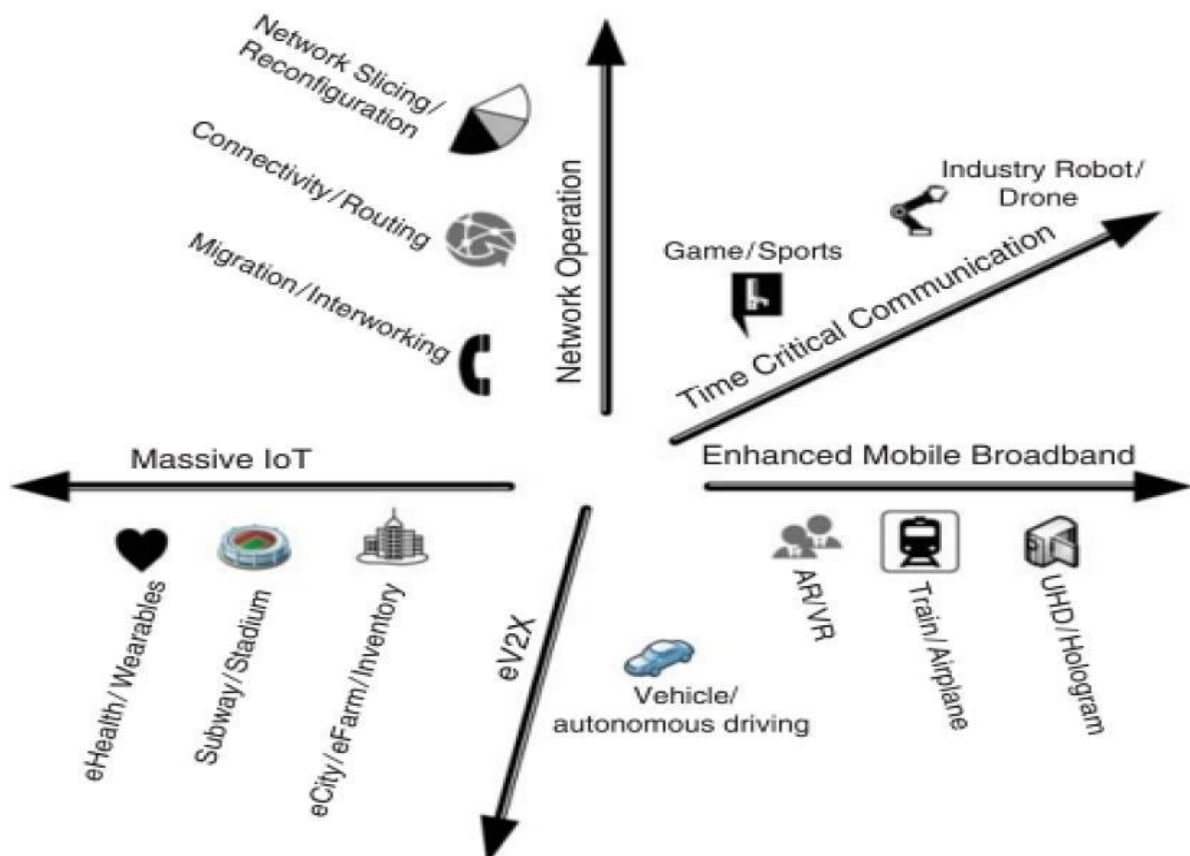 Network Slicing/
Reconfiguration
Connectivity/Routing
Migration/Interworking
Network Operation
Industry Robot/
Drone
Game/Sports
Time Critical Communication
Massive IoT
Enhanced Mobile Broadband
eHealth/Wearables
Subway/Stadium
eCity/eFarm/Inventory
eV2X
Vehicle/
autonomous driving
AR/VR
Train/Airplane
UHD/Hologram